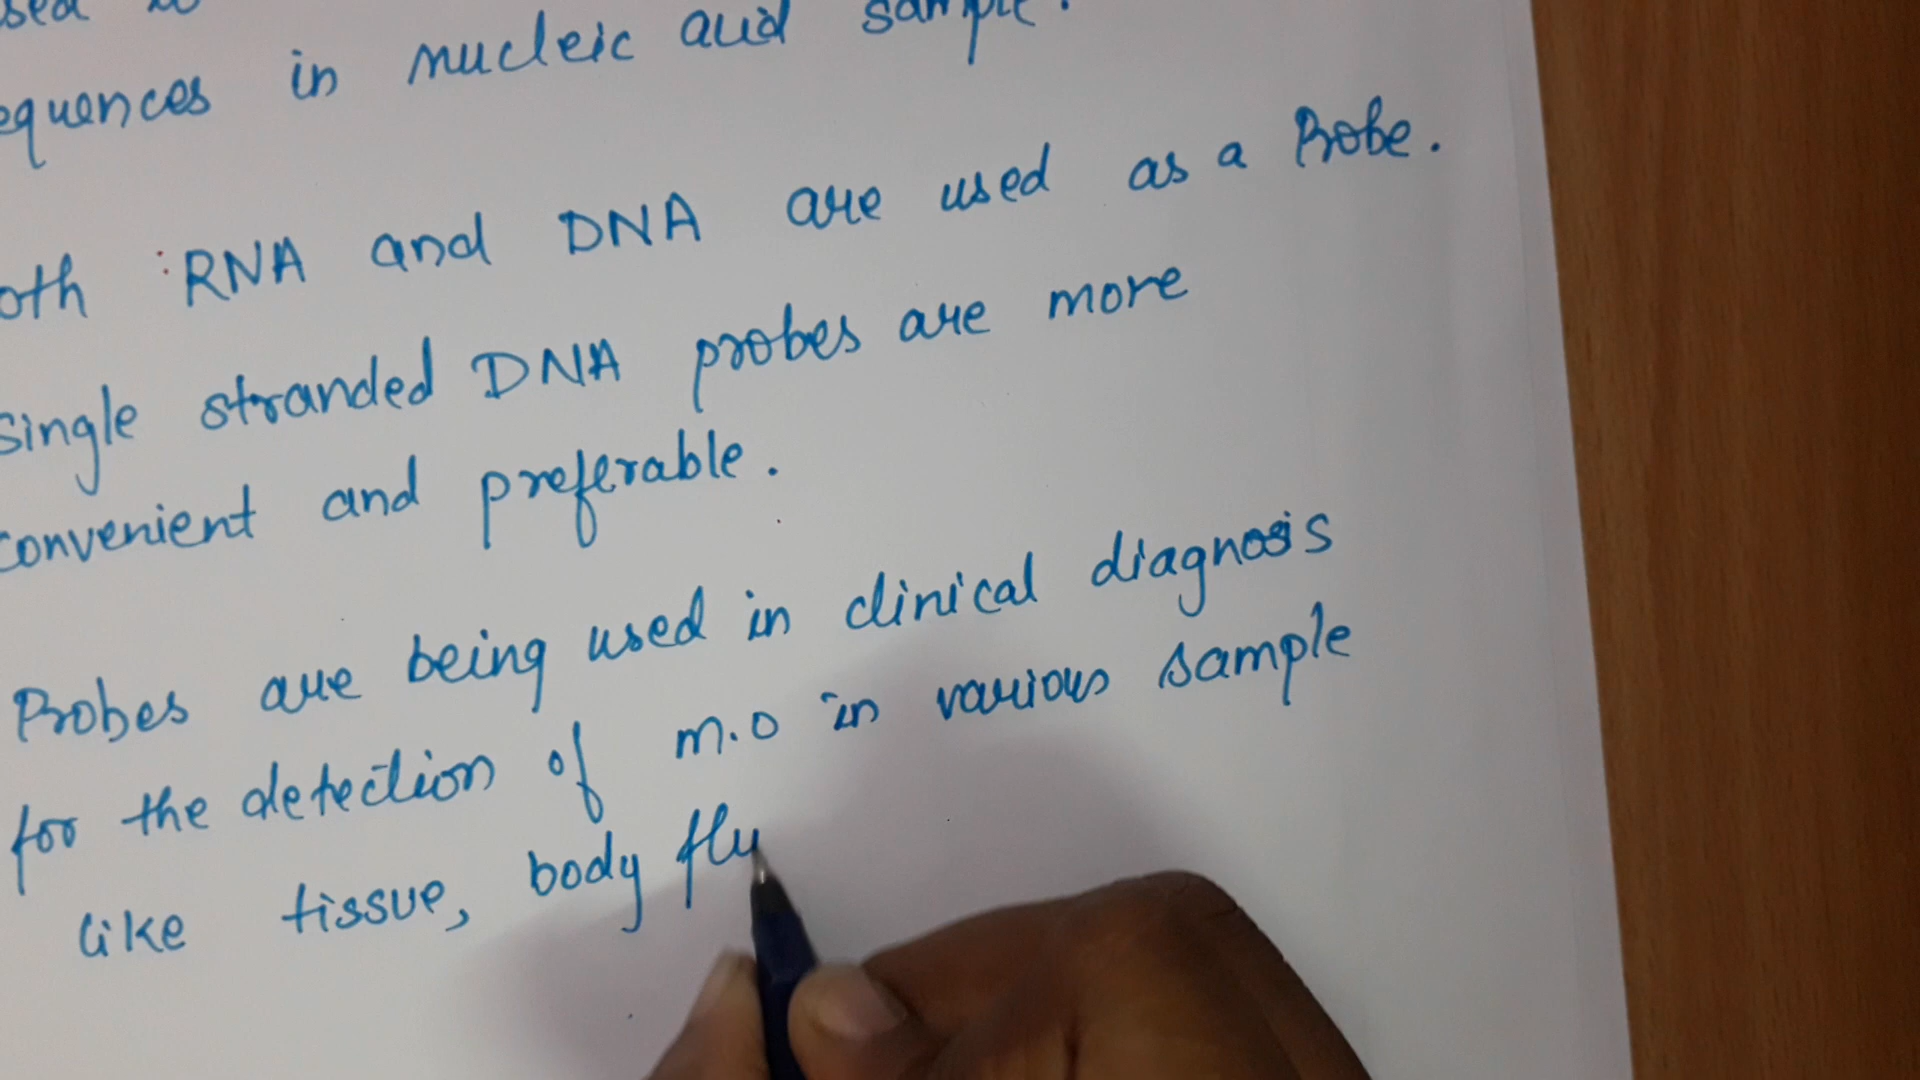 equences in nucleic acid sample.
oth RNA and DNA are used as a Probe.
Single stranded DNA probes are more
convenient and preferable.
Probes are being used in clinical diagnosis
for the detection of m.o in various sample
like tissue, body flu